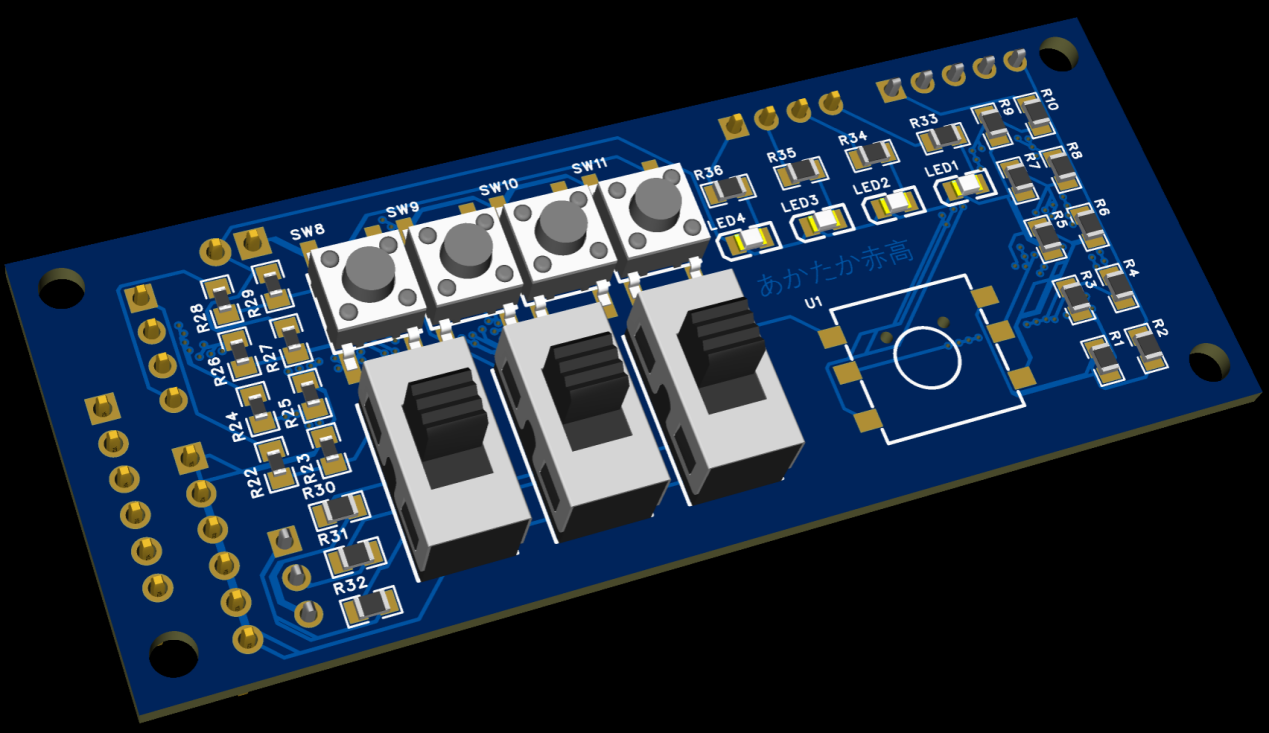 R10
R9
R33
R34
R35
R36
SW11
SW10
SW9
SW8
R8
R7
LED1
LED2
LED3
LED4
R6
R5
あかたか赤高
R4
R3
U1
R2
R1
R29
R28
R27
R26
R25
R24
R23
R22
R30
R31
R32